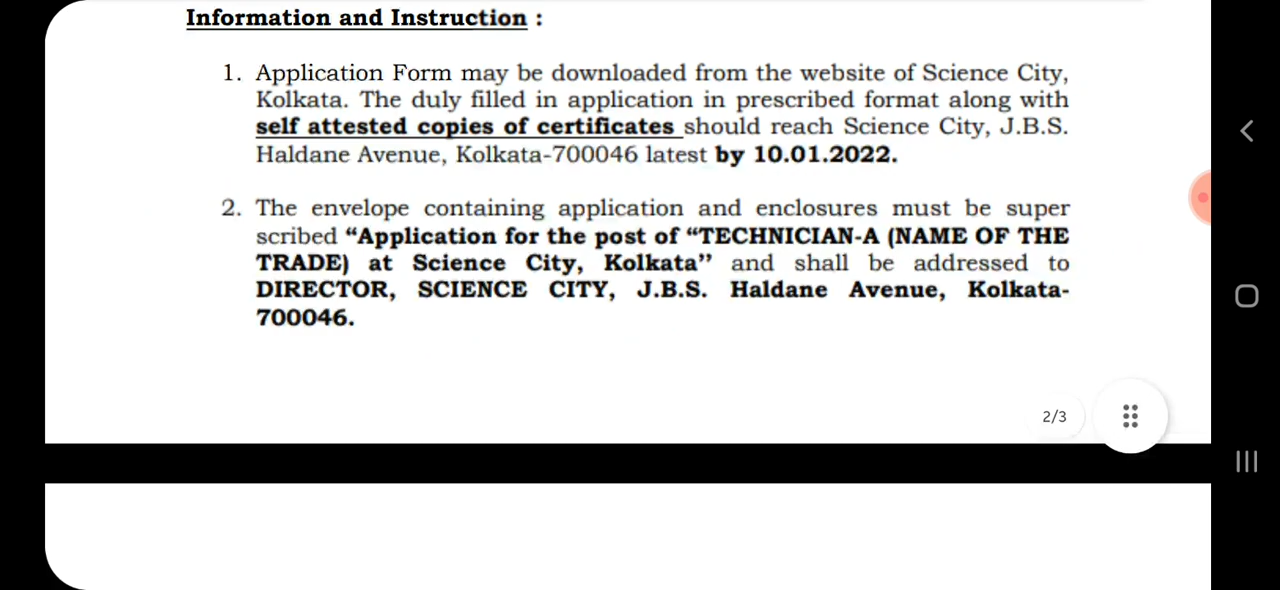 Information and Instruction :
1. Application Form may be downloaded from the website of Science City,
Kolkata. The duly filled in application in prescribed format along with
self attested copies of certificates should reach Science City, J.B.S.
Haldane Avenue, Kolkata-700046 latest by 10.01.2022.
2. The envelope containing application and enclosures must be super
scribed “Application for the post of “TECHNICIAN-A (NAME OF THE
TRADE) at Science City, Kolkata” and shall be addressed to
DIRECTOR, SCIENCE CITY, J.B.S. Haldane Avenue, Kolkata-
700046.
2/3